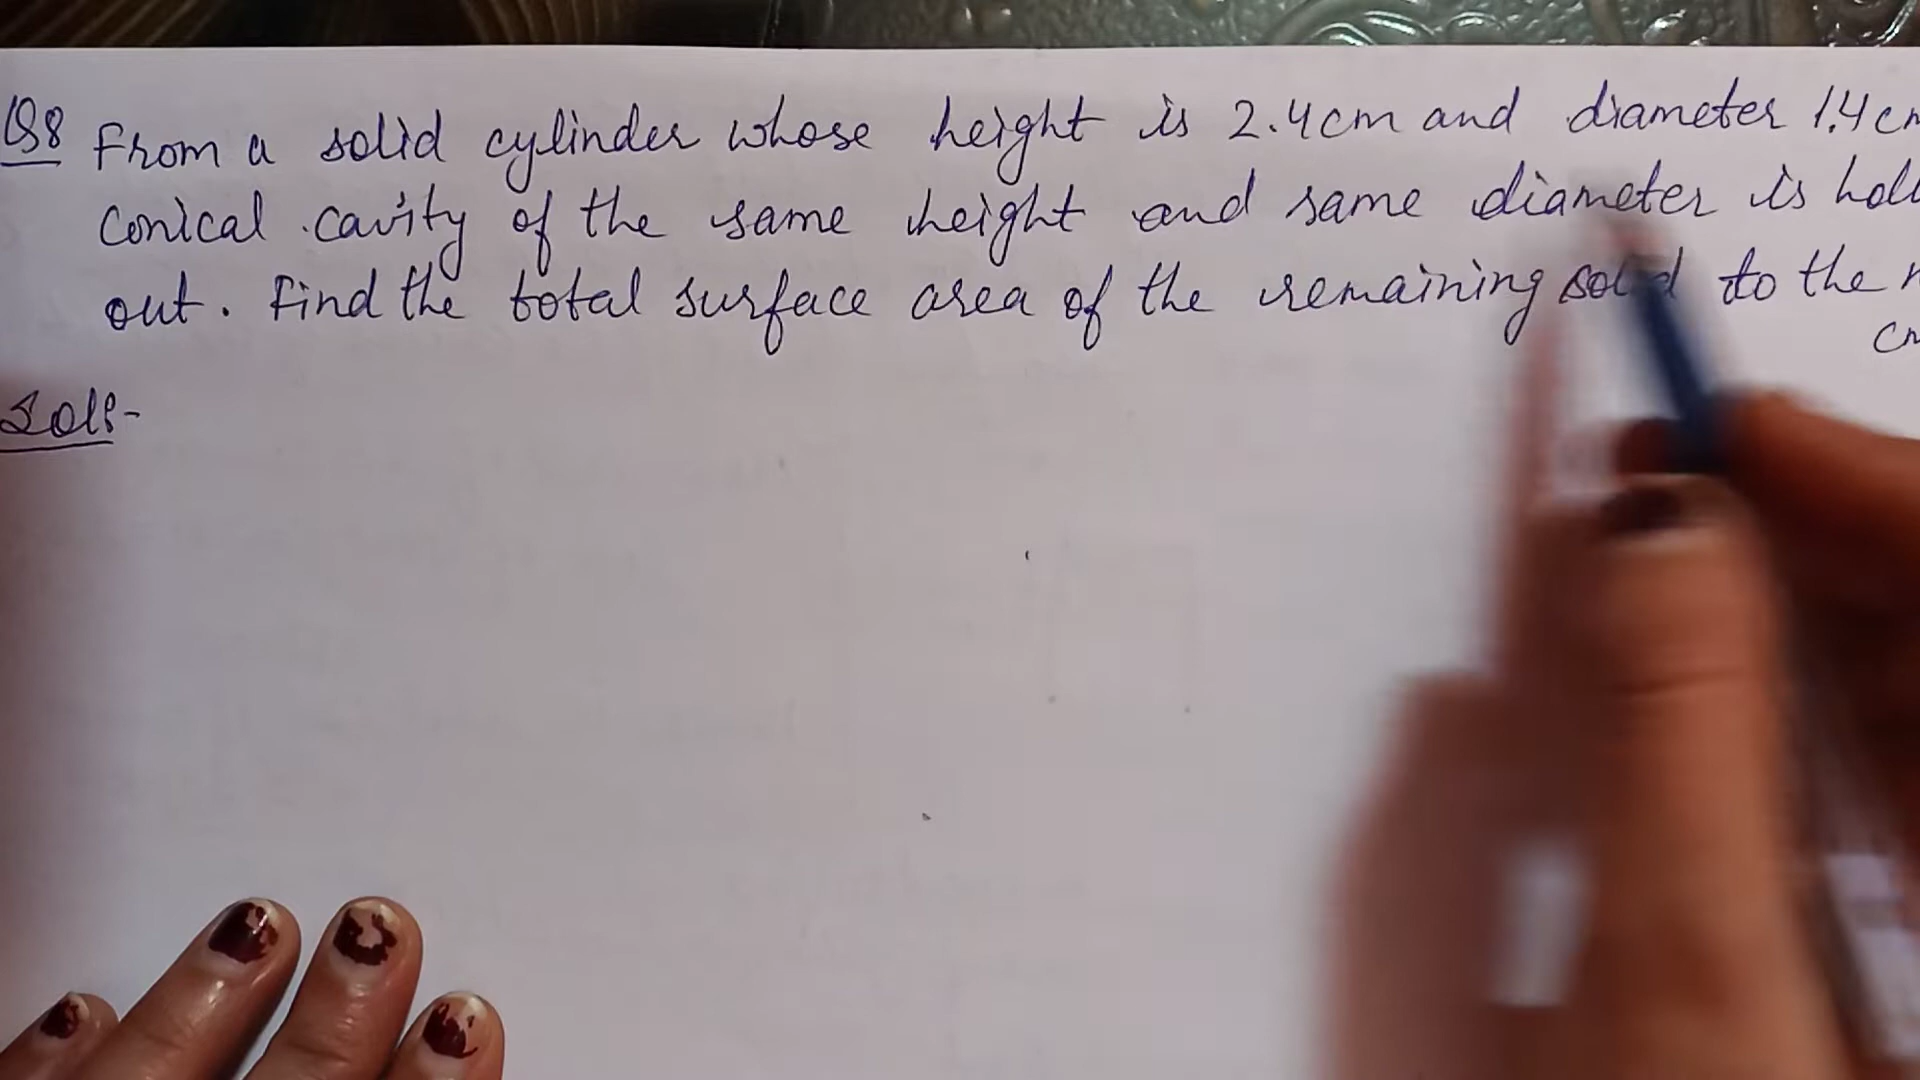 Q8 From a solid cylinder whose height is 2.4cm and diameter 1.4
conical cavity of the same height and same diameter is
out. Find the total surface area of the remaining solid to the
Sol:-